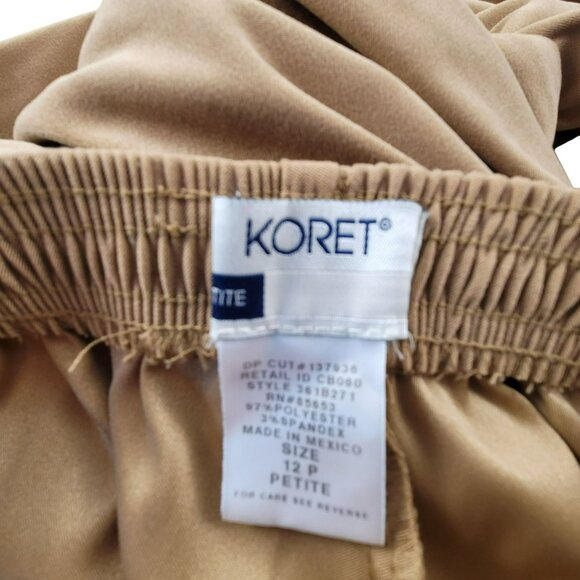 KORET®
TITE
DP CUT#137936
RETAIL ID CB060
STYLE 361B271
RN#65653
97%POLYESTER
3%SPANDEX
MADE IN MEXICO
SIZE
12 P
PETITE
FOR CARE SEE REVERSE